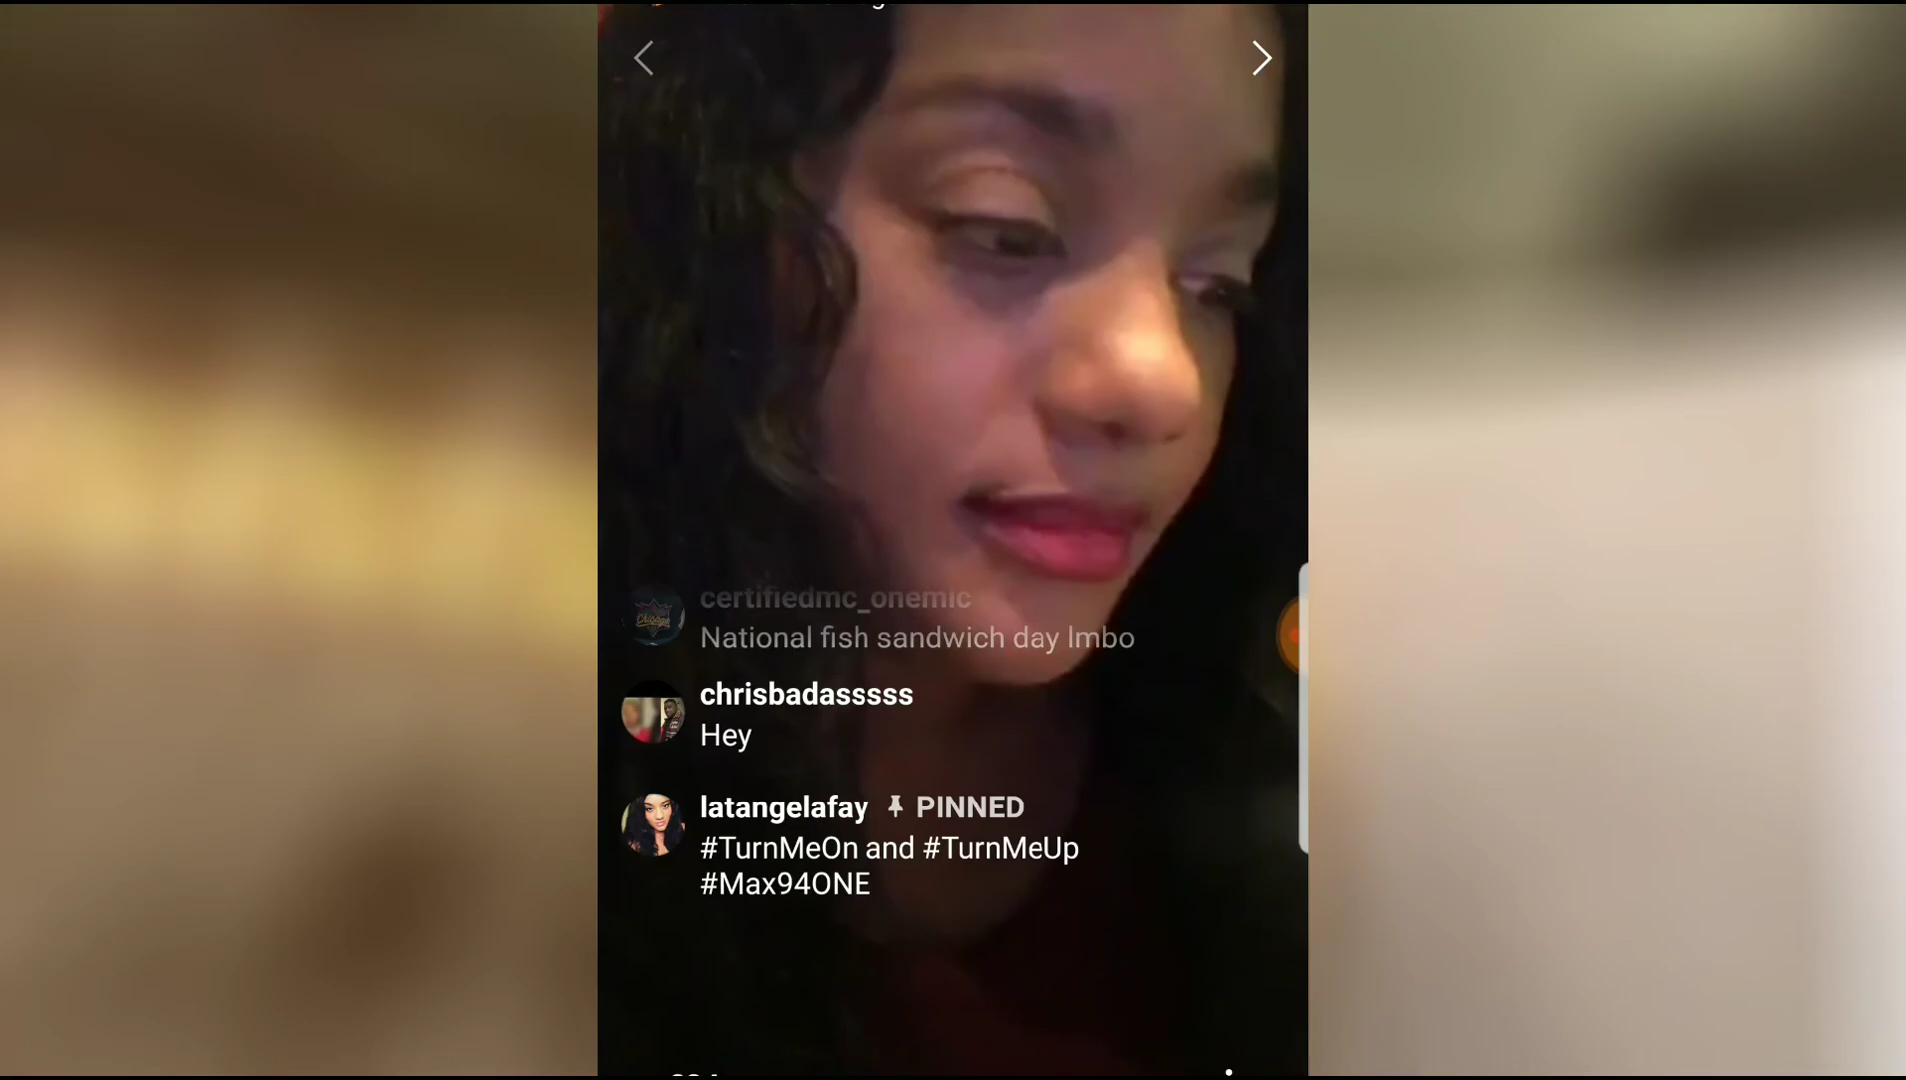 certifiedmc_onemic
National fish sandwich day lmbo
chrisbadasssss
Hey
latangelafay PINNED
#TurnMeOn and #TurnMeUp
#Max94ONE